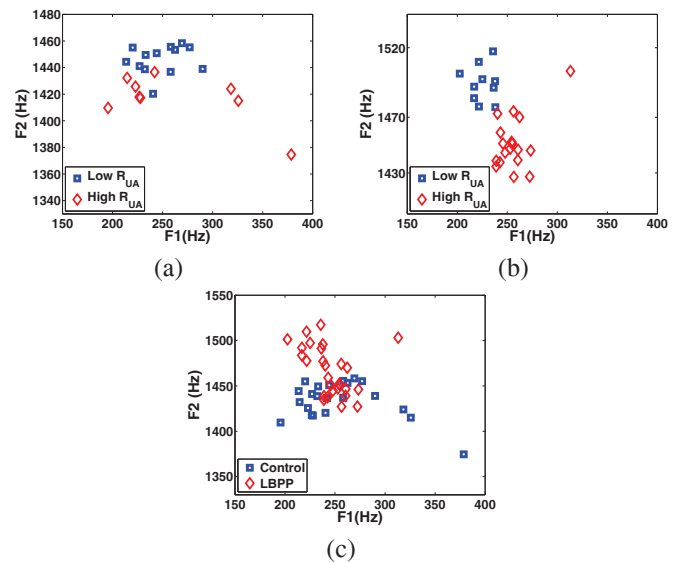 1480
1460
1440
1420
1400
1380
1360
1340
F2 (Hz)
Low R_UA
High R_UA
150 200 250 300 350 400
F1(Hz)
(a)
1520
1470
1430
F2 (Hz)
Low R_UA
High R_UA
150 200 250 300 350 400
F1(Hz)
(b)
1550
1500
1450
1400
1350
F2 (Hz)
Control
LBPP
150 200 250 300 350 400
F1(Hz)
(c)